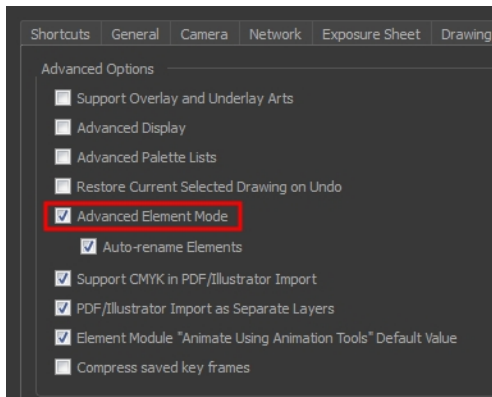 Shortcuts General Camera Network Exposure Sheet Drawing
Advanced Options
Support Overlay and Underlay Arts
Advanced Display
Advanced Palette Lists
Restore Current Selected Drawing on Undo
Advanced Element Mode
Auto-rename Elements
Support CMYK in PDF/Illustrator Import
PDF/Illustrator Import as Separate Layers
Element Module "Animate Using Animation Tools" Default Value
Compress saved key frames